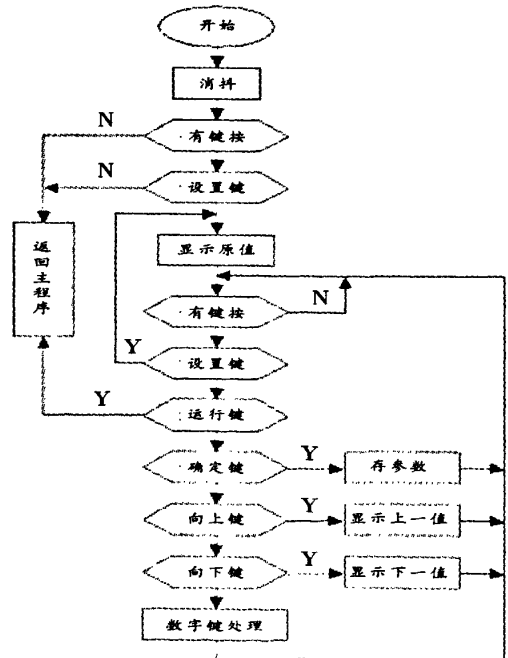 开始
消抖
N
有键按
N
设置键
返回主程序
显示原值
有键按
N
Y
设置键
Y
运行键
确定键
Y
存参数
向上键
Y
显示上一值
向下键
Y
显示下一值
数字键处理